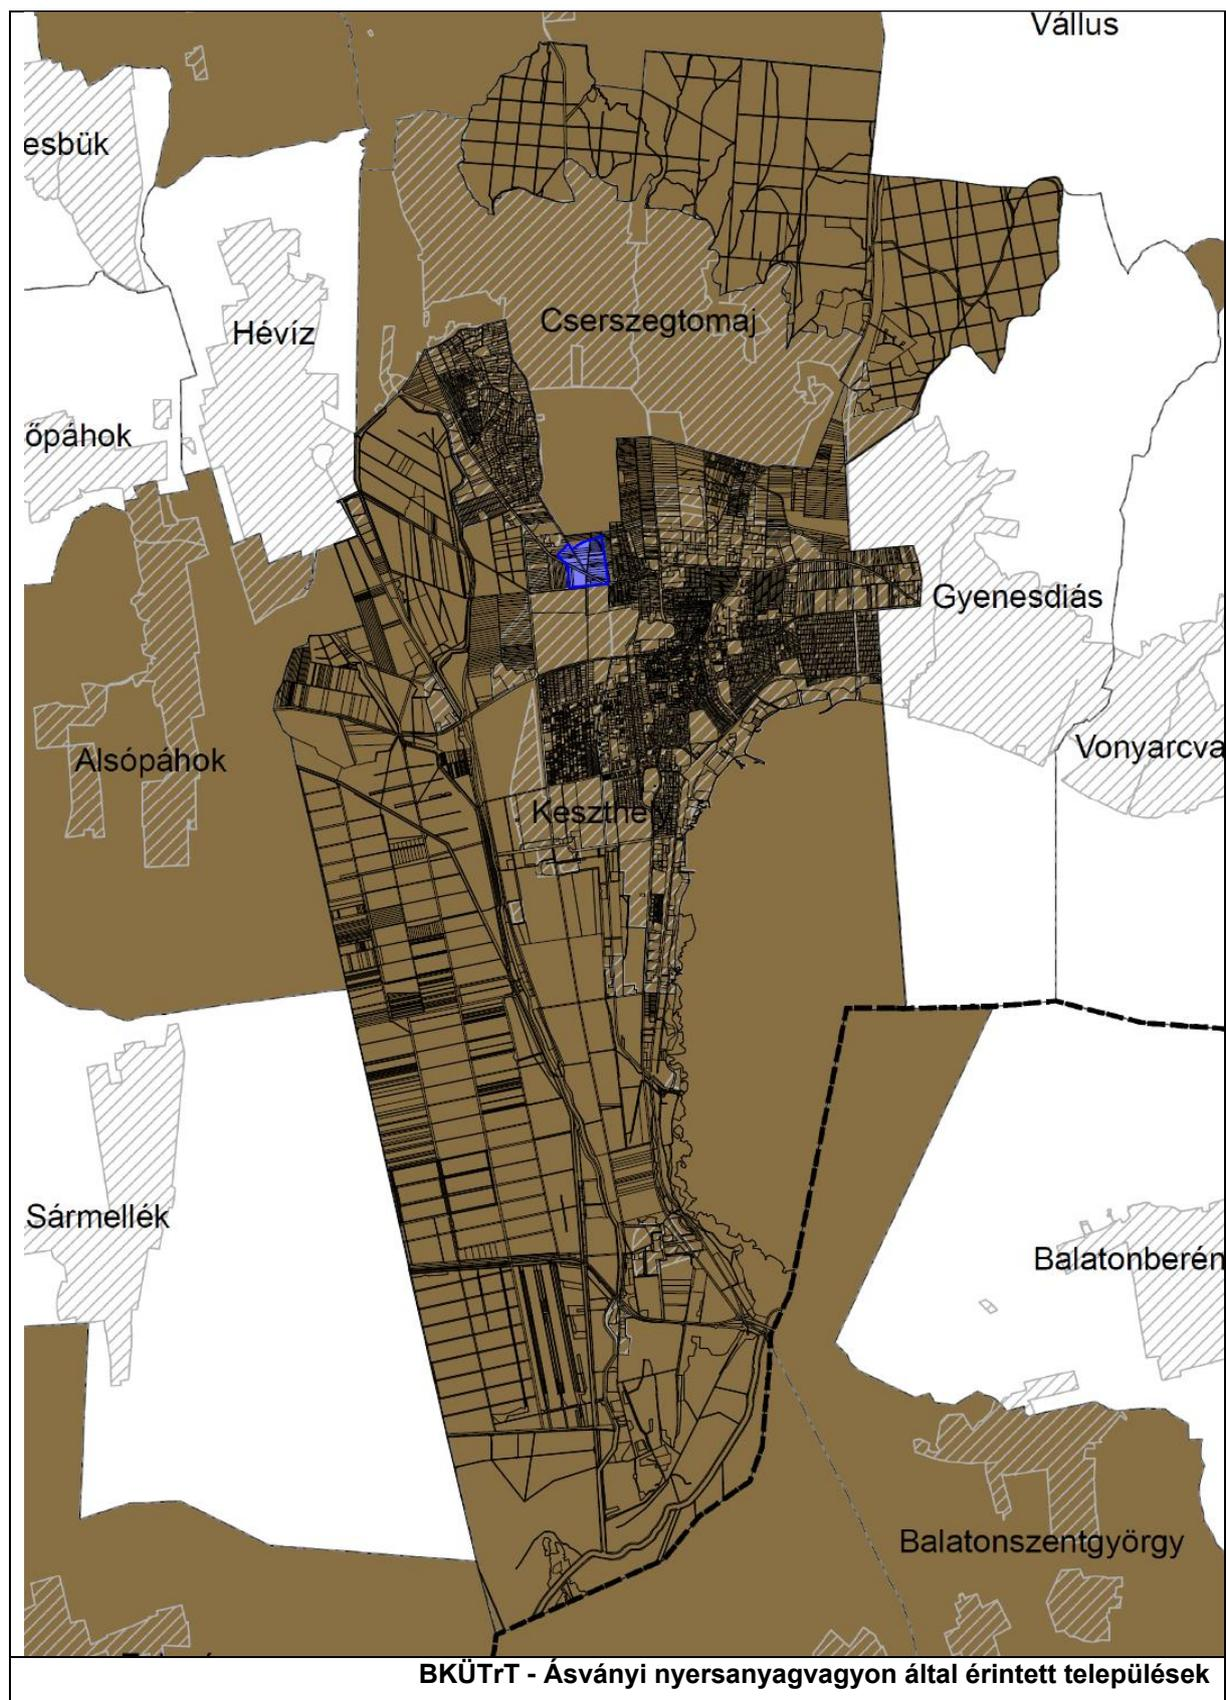 Vállus
esbük
Hévíz
Cserszegtomaj
őpáhok
Gyenesdiás
Alsópáhok
Vonyarcva
Keszthely
Sármellék
Balatonberén
Balatonszentgyörgy
BKÜTrT - Ásványi nyersanyagvagyon által érintett települések